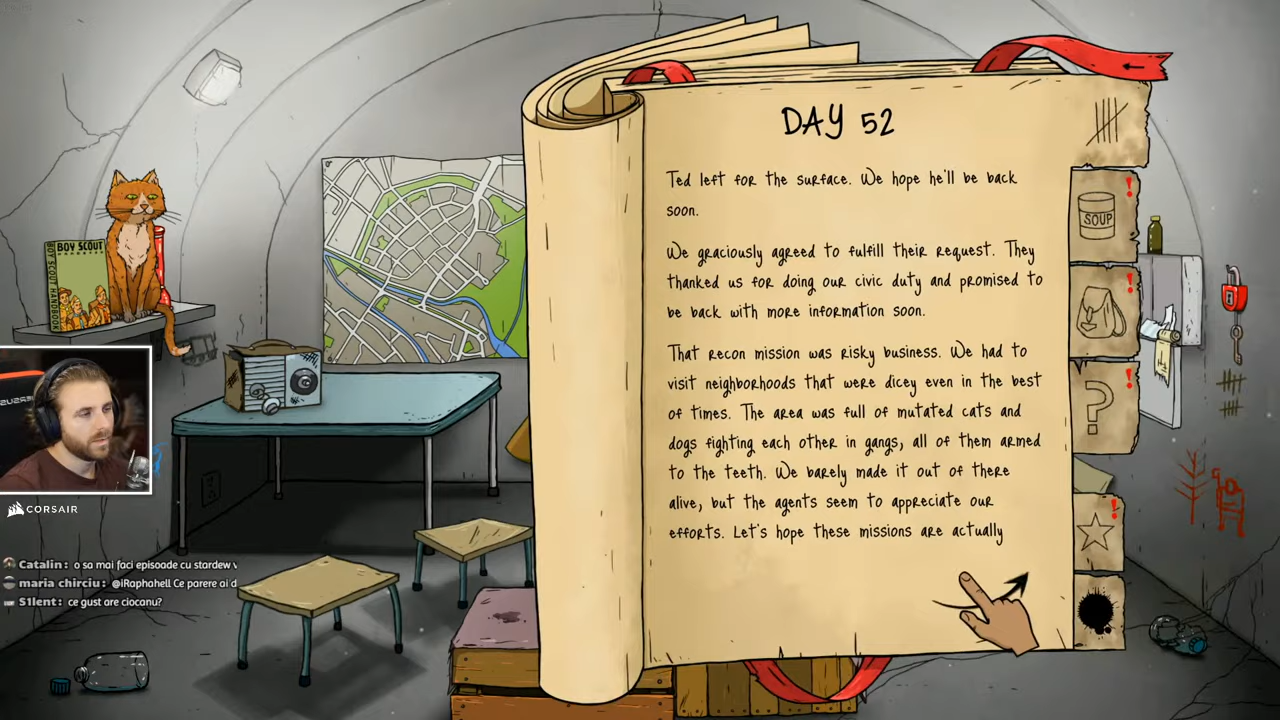 DAY 52
Ted left for the surface. We hope he'll be back
soon.
We graciously agreed to fulfill their request. They
thanked us for doing our civic duty and promised to
be back with more information soon.
That recon mission was risky business. We had to
visit neighborhoods that were dicey even in the best
of times. The area was full of mutated cats and
dogs fighting each other in gangs, all of them armed
to the teeth. We barely made it out of there
alive, but the agents seem to appreciate our
efforts. Let's hope these missions are actually
SOUP
BOY SCOUT
BOY SCOUT HANDBOOK
CORSAIR
Catalin: o sa mai faci episoade cu stardew v
maria chirciu: @iRaphahell Ce parere ai d
S1lent: ce gust are ciocanu?